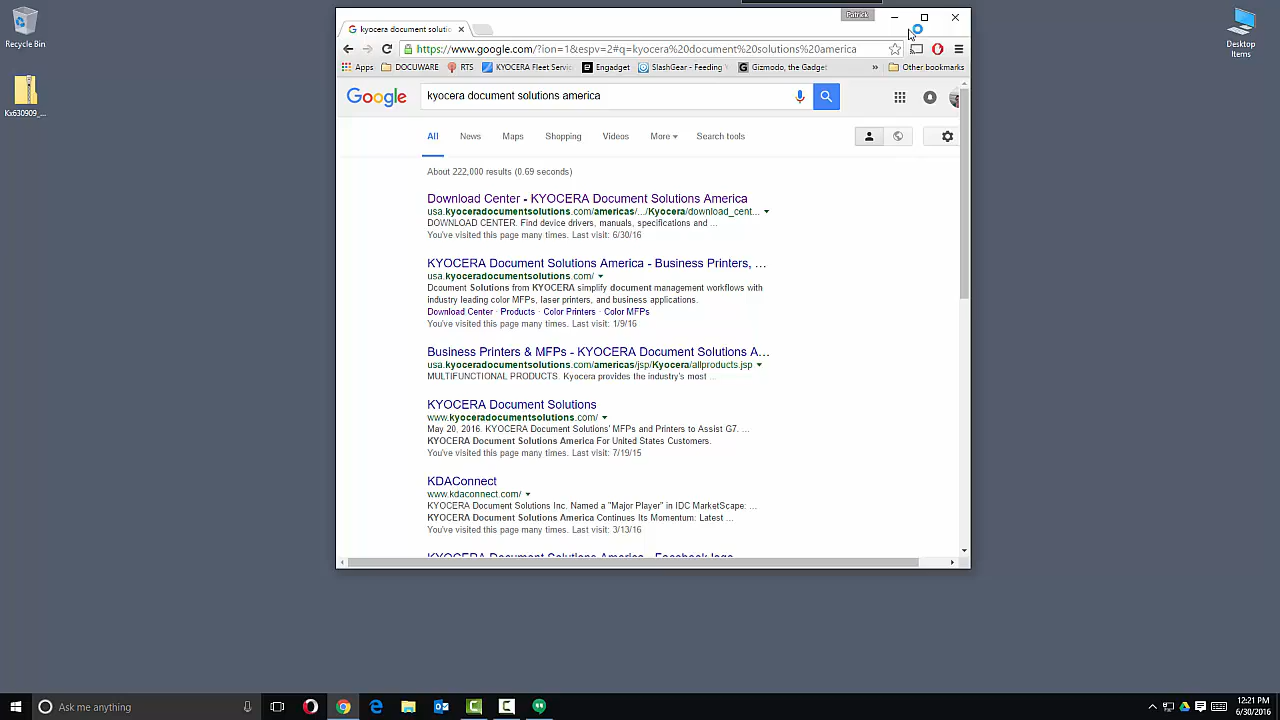 Recycle Bin
Kx630909_...
Desktop
Items
Patrick
kyocera document soluti
https://www.google.com/?ion=1&espv=2#q=kyocera%20document%20solutions%20america
Apps DOCUWARE RTS KYOCERA Fleet Servic Engadget SlashGear - Feeding Gizmodo, the Gadget » Other bookmarks
Google kyocera document solutions america
All News Maps Shopping Videos More Search tools
About 222,000 results (0.69 seconds)
Download Center - KYOCERA Document Solutions America
usa.kyoceradocumentsolutions.com/americas/.../Kyocera/download_cent...
DOWNLOAD CENTER. Find device drivers, manuals, specifications and ...
You've visited this page many times. Last visit: 6/30/16
KYOCERA Document Solutions America - Business Printers, ...
usa.kyoceradocumentsolutions.com/
Dcoument Solutions from KYOCERA simplify document management workflows with
industry leading color MFPs, laser printers, and business applications.
Download Center · Products · Color Printers · Color MFPs
You've visited this page many times. Last visit: 1/9/16
Business Printers & MFPs - KYOCERA Document Solutions A...
usa.kyoceradocumentsolutions.com/americas/jsp/Kyocera/allproducts.jsp
MULTIFUNCTIONAL PRODUCTS. Kyocera provides the industry's most ...
KYOCERA Document Solutions
www.kyoceradocumentsolutions.com/
May 20, 2016. KYOCERA Document Solutions' MFPs and Printers to Assist G7. ...
KYOCERA Document Solutions America For United States Customers.
You've visited this page many times. Last visit: 7/19/15
KDAConnect
www.kdaconnect.com/
KYOCERA Document Solutions Inc. Named a "Major Player" in IDC MarketScape: ...
KYOCERA Document Solutions America Continues Its Momentum: Latest ...
You've visited this page many times. Last visit: 3/13/16
KYOCERA Document Solutions America - Facebook logo
Ask me anything
12:21 PM
6/30/2016